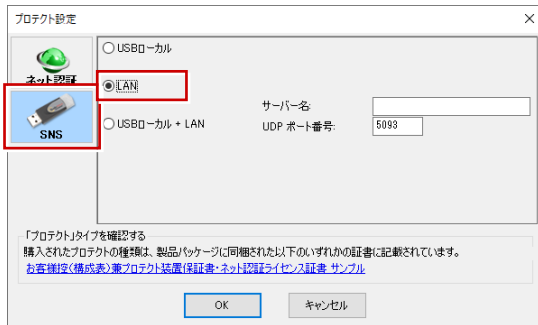 プロテクト設定
ネット認証
SNS
USBローカル
LAN
USBローカル + LAN
サーバー名:
UDP ポート番号:
5093
「プロテクト」タイプを確認する
購入されたプロテクトの種類は、製品パッケージに同梱された以下のいずれかの証書に記載されています。
お客様控(構成表)兼プロテクト装置保証書・ネット認証ライセンス証書 サンプル
OK
キャンセル